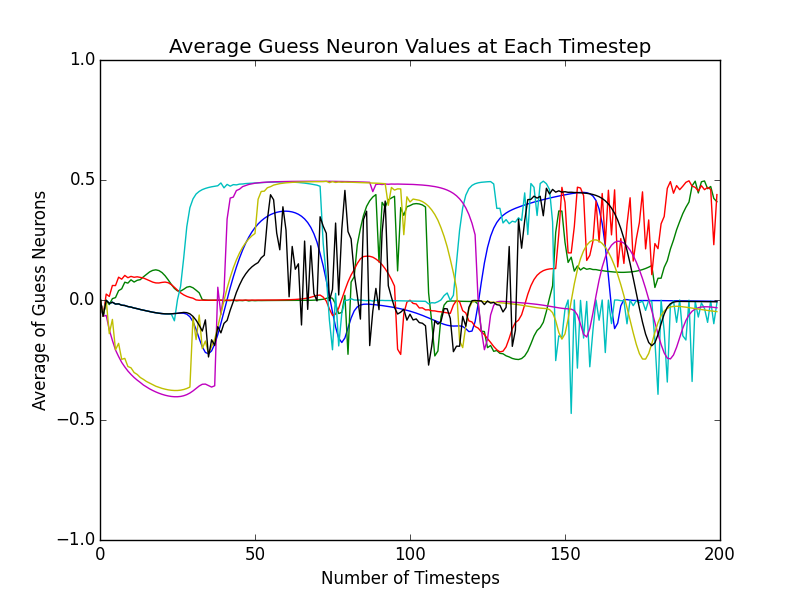 Average Guess Neuron Values at Each Timestep
1.0
0.5
0.0
−0.5
−1.0
Average of Guess Neurons
0 50 100 150 200
Number of Timesteps